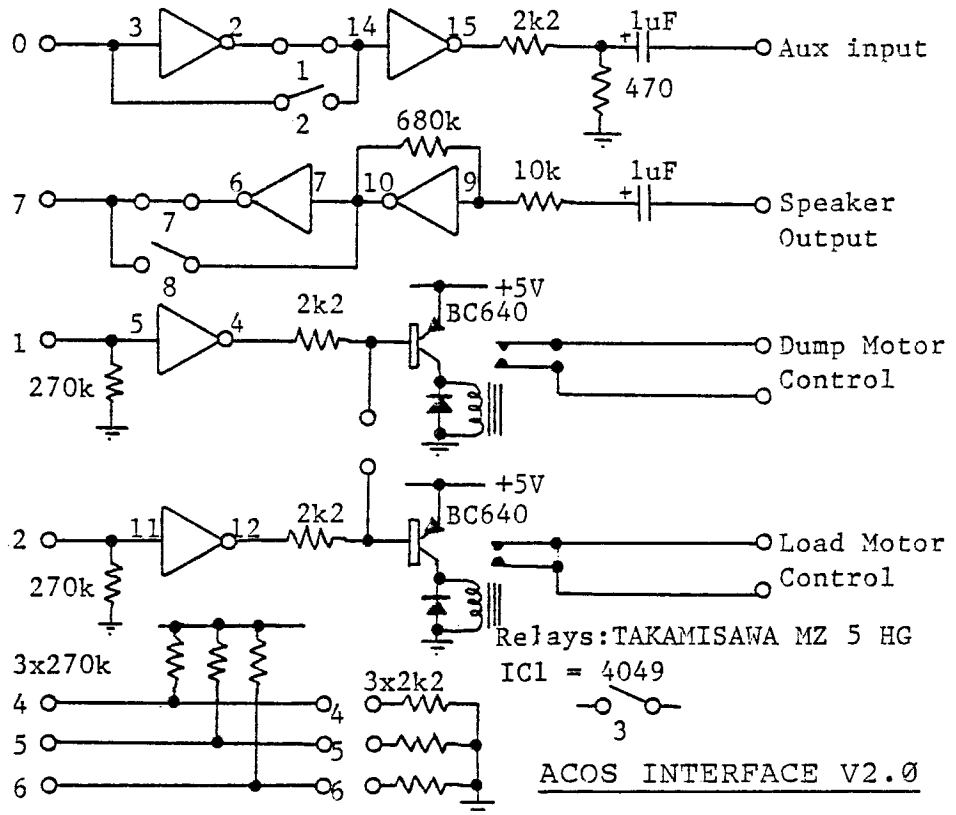 0 3 2 14 15 2k2 +1uF Aux input
1
2
470
680k
7 6 7 10 9 10k +1uF Speaker
Output
7
8
+5V
BC640
1 5 4 2k2 Dump Motor
Control
270k
+5V
BC640
2 11 12 2k2 Load Motor
Control
270k
Relays:TAKAMISAWA MZ 5 HG
IC1 = 4049
3
3x270k
3x2k2
4 4
5 5
6 6
ACOS INTERFACE V2.0